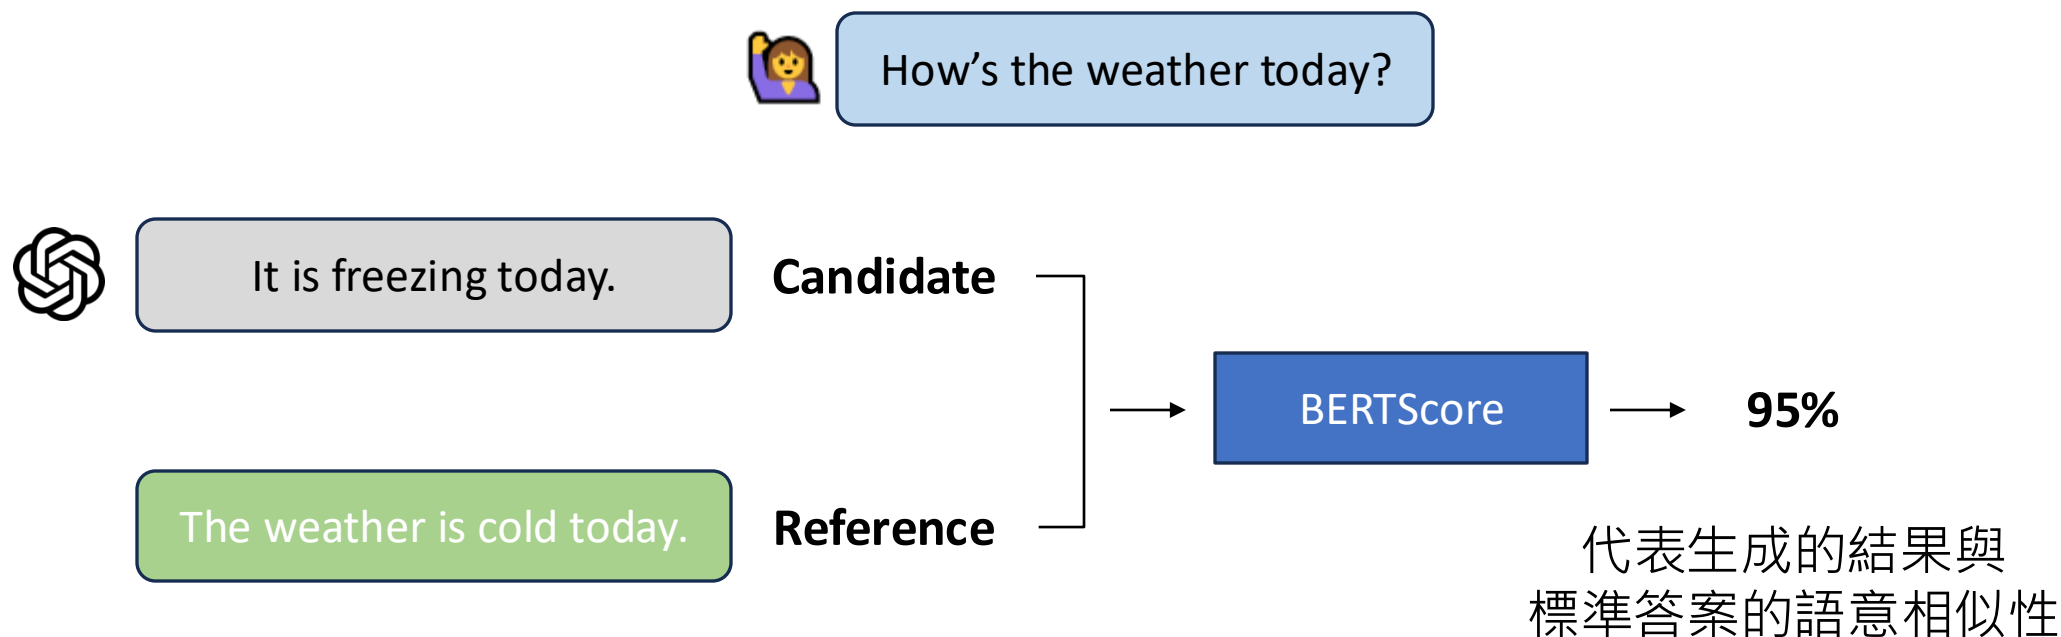 How’s the weather today?
It is freezing today.
Candidate
BERTScore
95%
The weather is cold today.
Reference
代表生成的結果與
標準答案的語意相似性